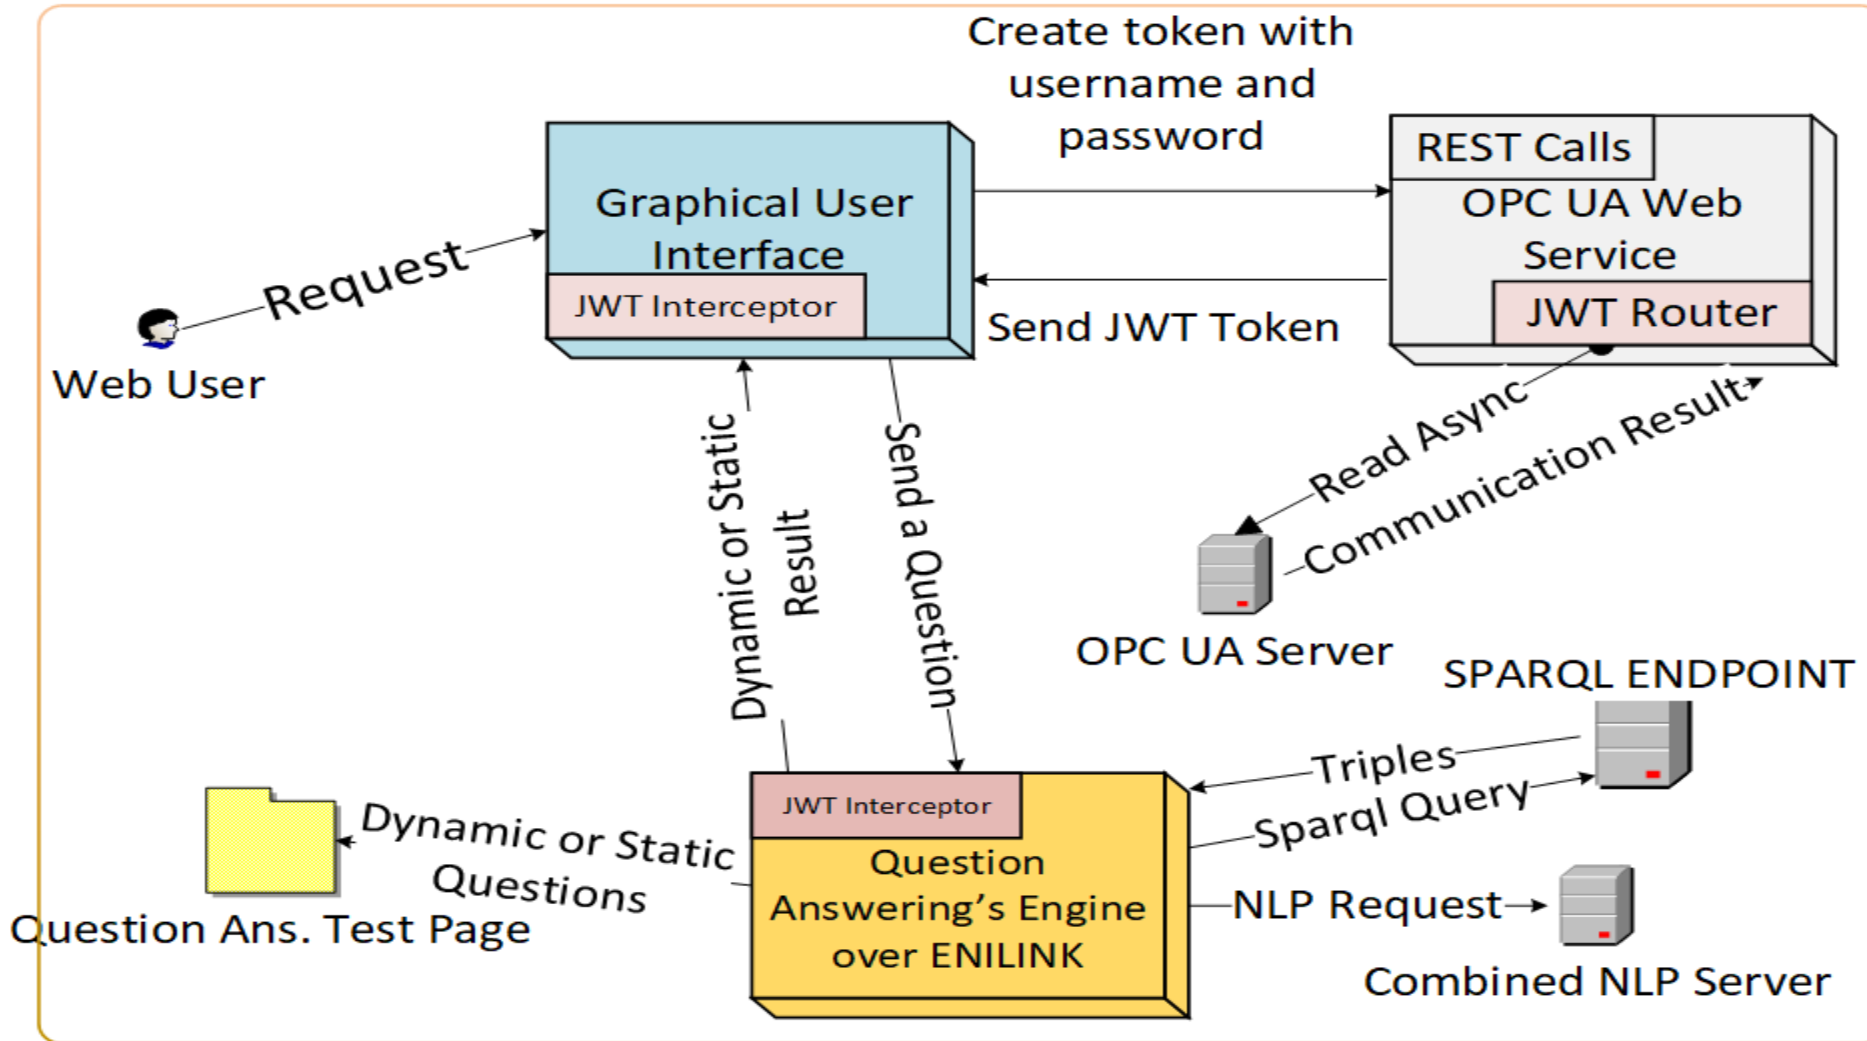 Create token with
username and
password
REST Calls
Graphical User
Interface
JWT Interceptor
OPC UA Web
Service
JWT Router
Request
Send JWT Token
Web User
Read Async
Communication Result
Dynamic or Static
Result
Send a Question
OPC UA Server
SPARQL ENDPOINT
Triples
Sparql Query
JWT Interceptor
Dynamic or Static
Questions
Question
Answering’s Engine
over ENILINK
NLP Request
Question Ans. Test Page
Combined NLP Server